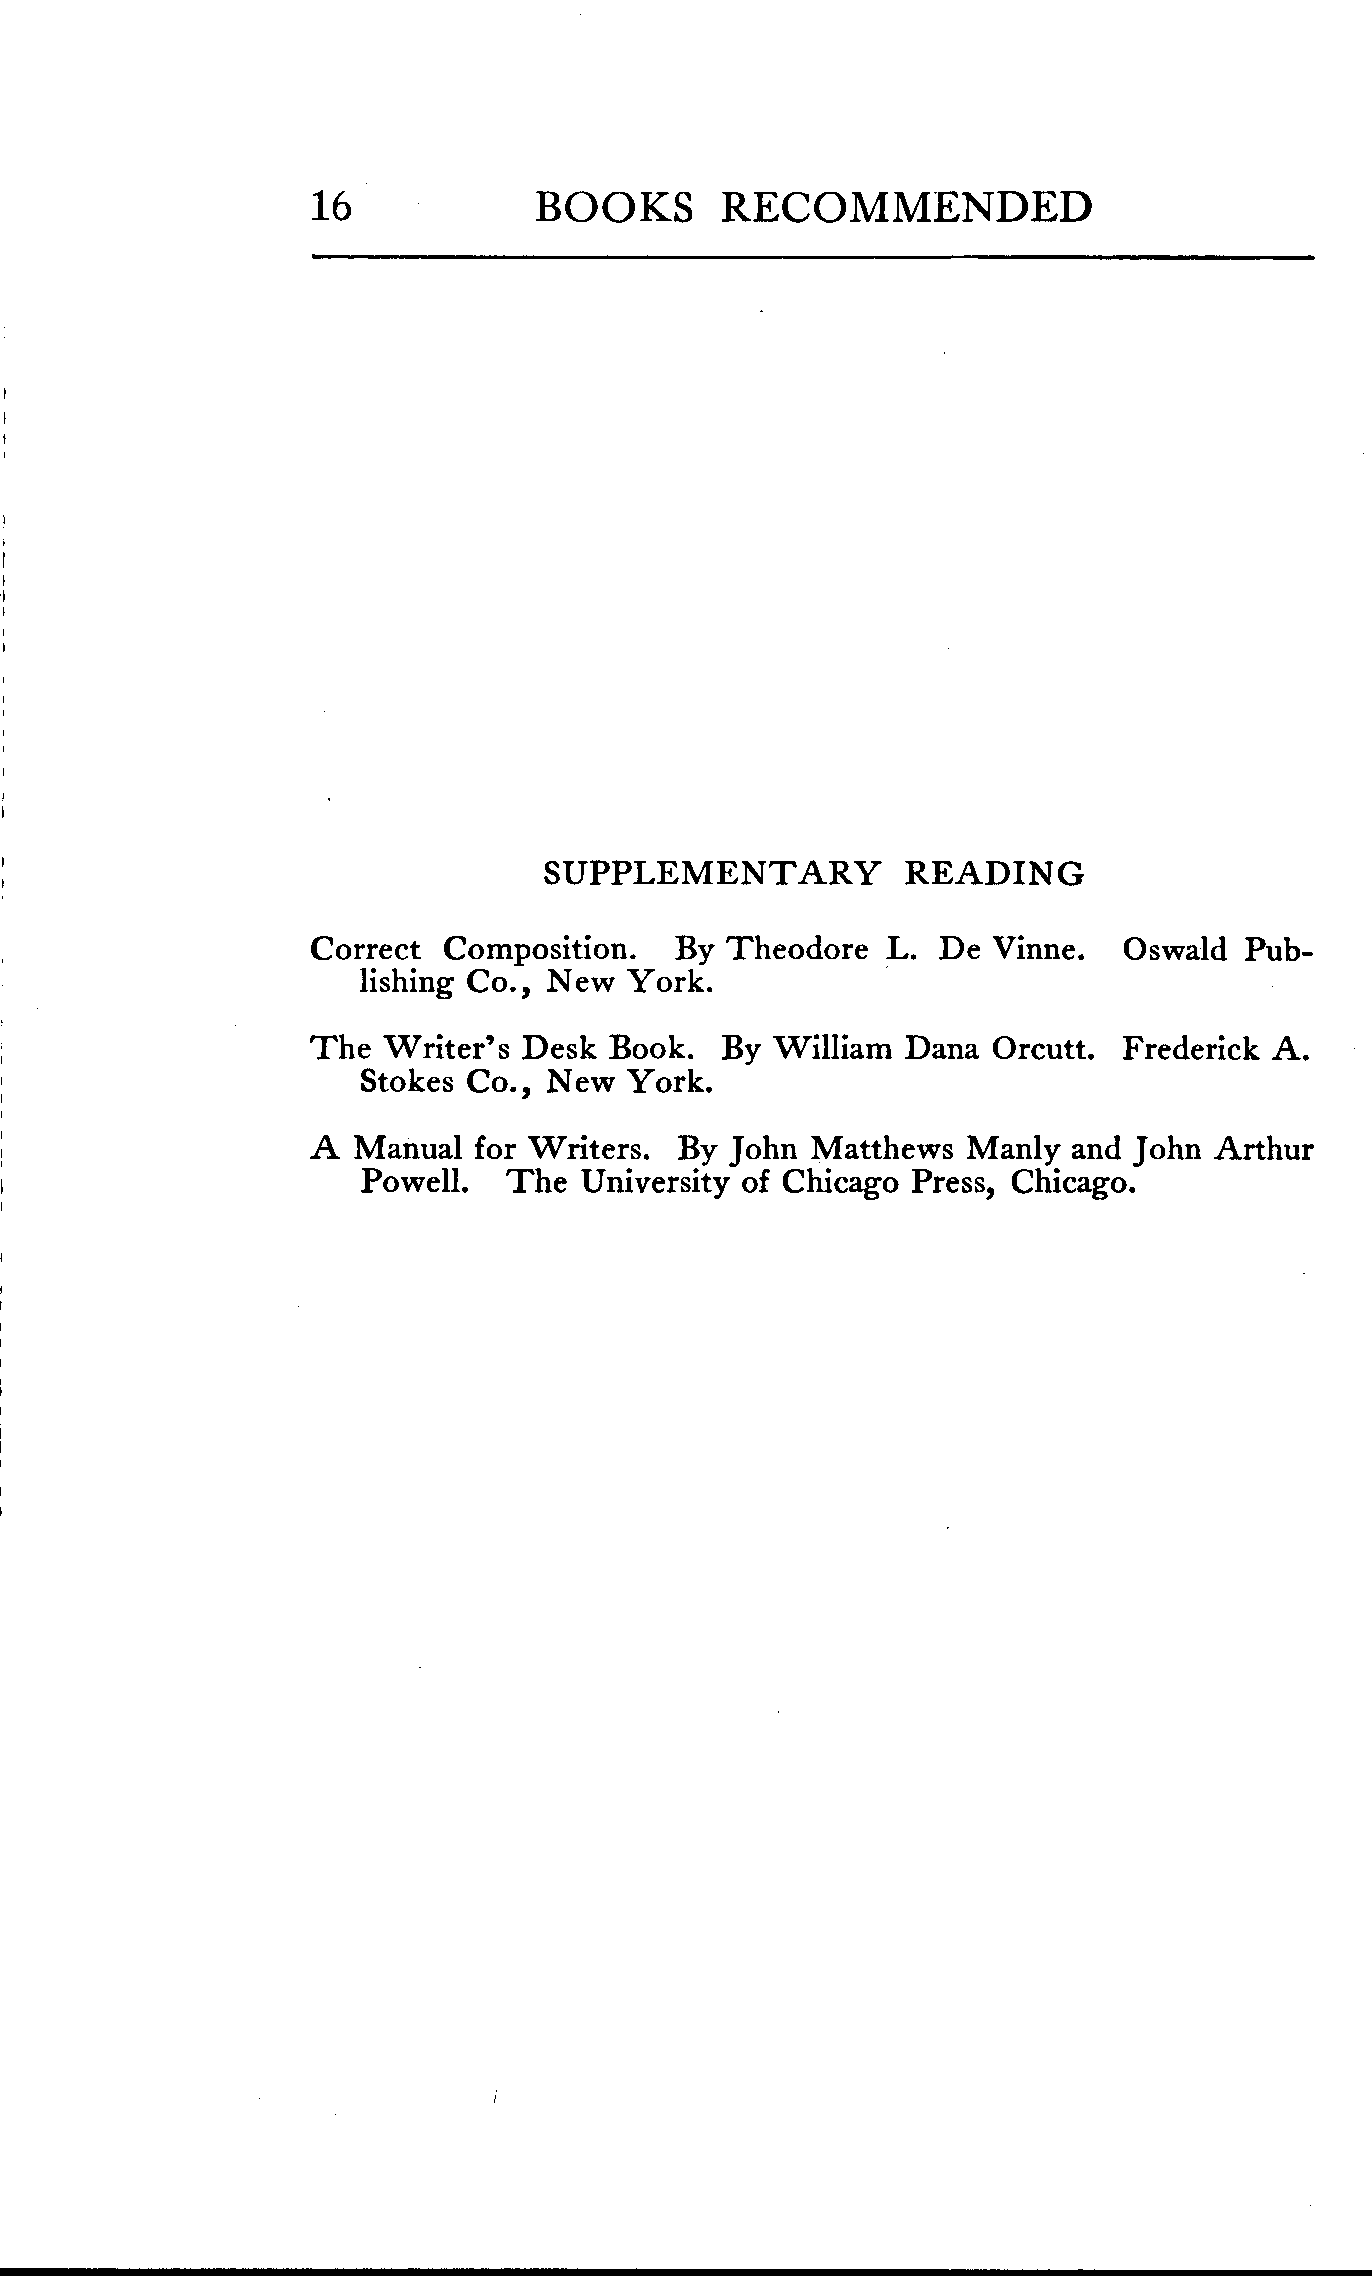 16 BOOKS RECOMMENDED
SUPPLEMENTARY READING
Correct Composition. By Theodore L. De Vinne. Oswald Pub-
lishing Co., New York.
The Writer's Desk Book. By William Dana Orcutt. Frederick A.
Stokes Co., New York.
A Manual for Writers. By John Matthews Manly and John Arthur
Powell. The University of Chicago Press, Chicago.